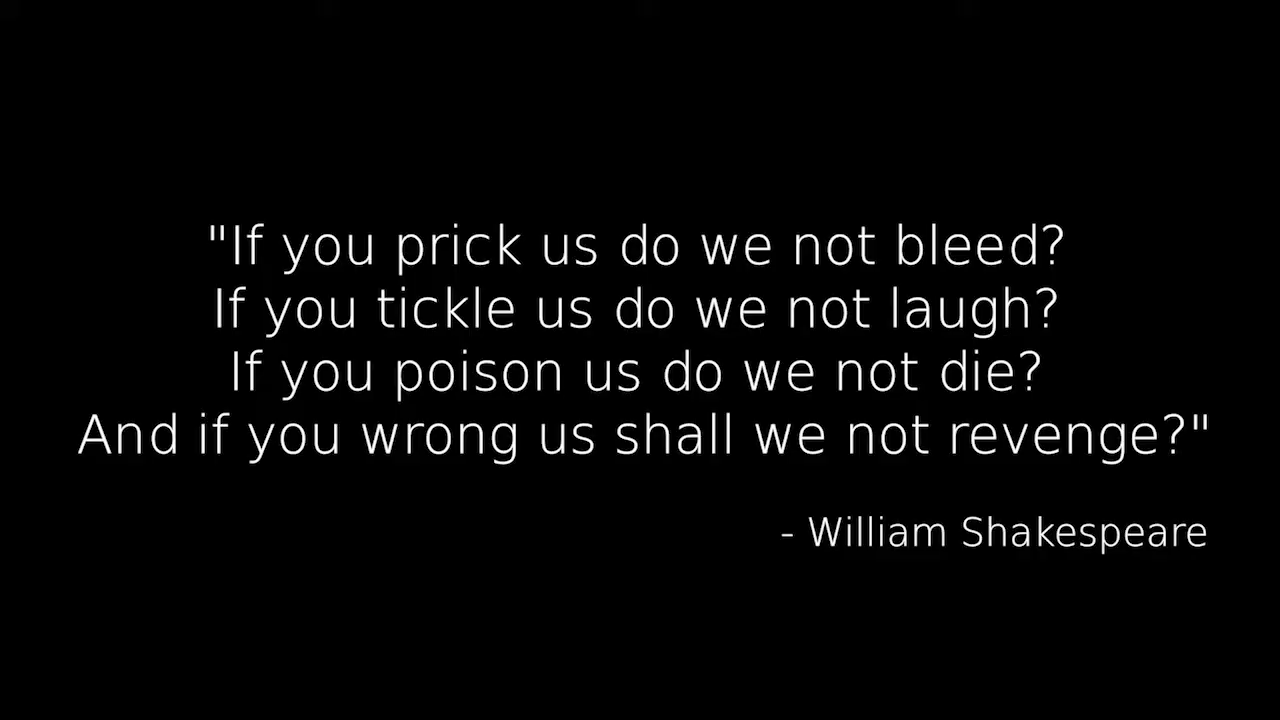 "If you prick us do we not bleed?
If you tickle us do we not laugh?
If you poison us do we not die?
And if you wrong us shall we not revenge?"
- William Shakespeare